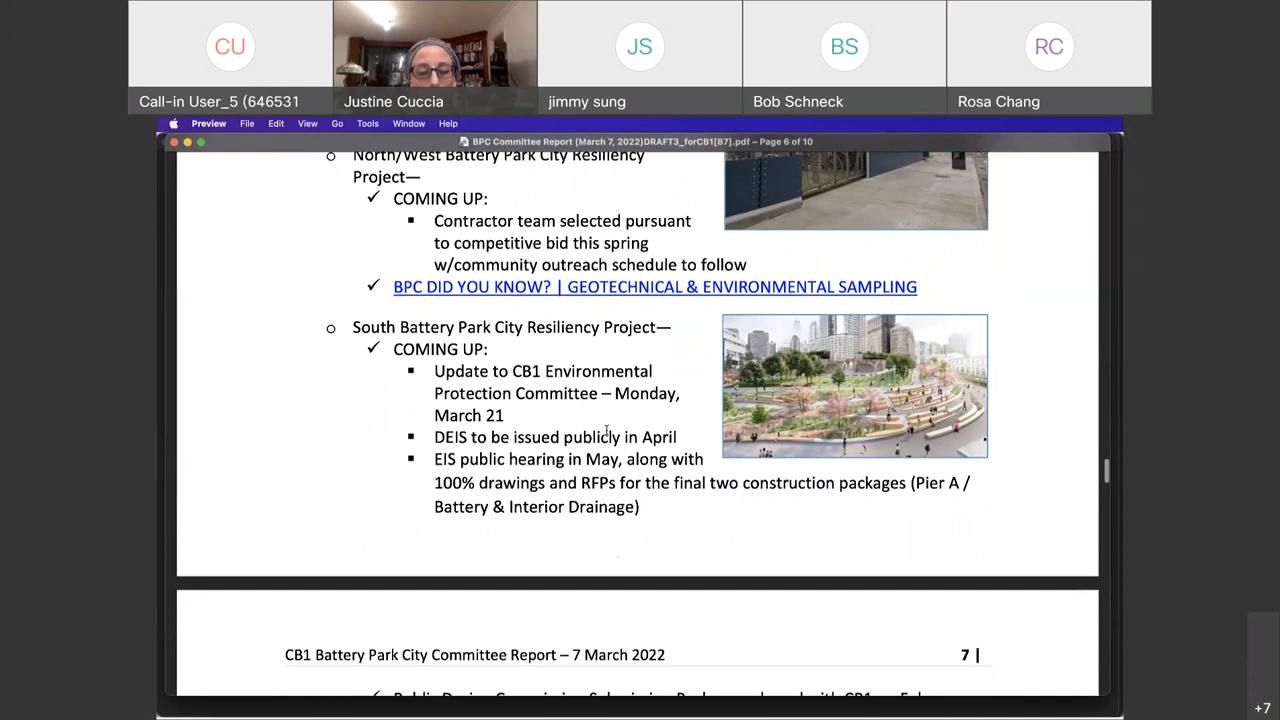 CU
JS
BS
RC
Call-in User_5 (646531
Justine Cuccia
jimmy sung
Bob Schneck
Rosa Chang
Preview File Edit View Go Tools Window Help
BPC Committee Report (March 7, 2022)DRAFT3_forCB1[87].pdf – Page 6 of 10
North/West Battery Park City Resiliency
Project—
COMING UP:
Contractor team selected pursuant
to competitive bid this spring
w/community outreach schedule to follow
BPC DID YOU KNOW? | GEOTECHNICAL & ENVIRONMENTAL SAMPLING
South Battery Park City Resiliency Project—
COMING UP:
Update to CB1 Environmental
Protection Committee – Monday,
March 21
DEIS to be issued publicly in April
EIS public hearing in May, along with
100% drawings and RFPs for the final two construction packages (Pier A /
Battery & Interior Drainage)
CB1 Battery Park City Committee Report – 7 March 2022 7 |
+7